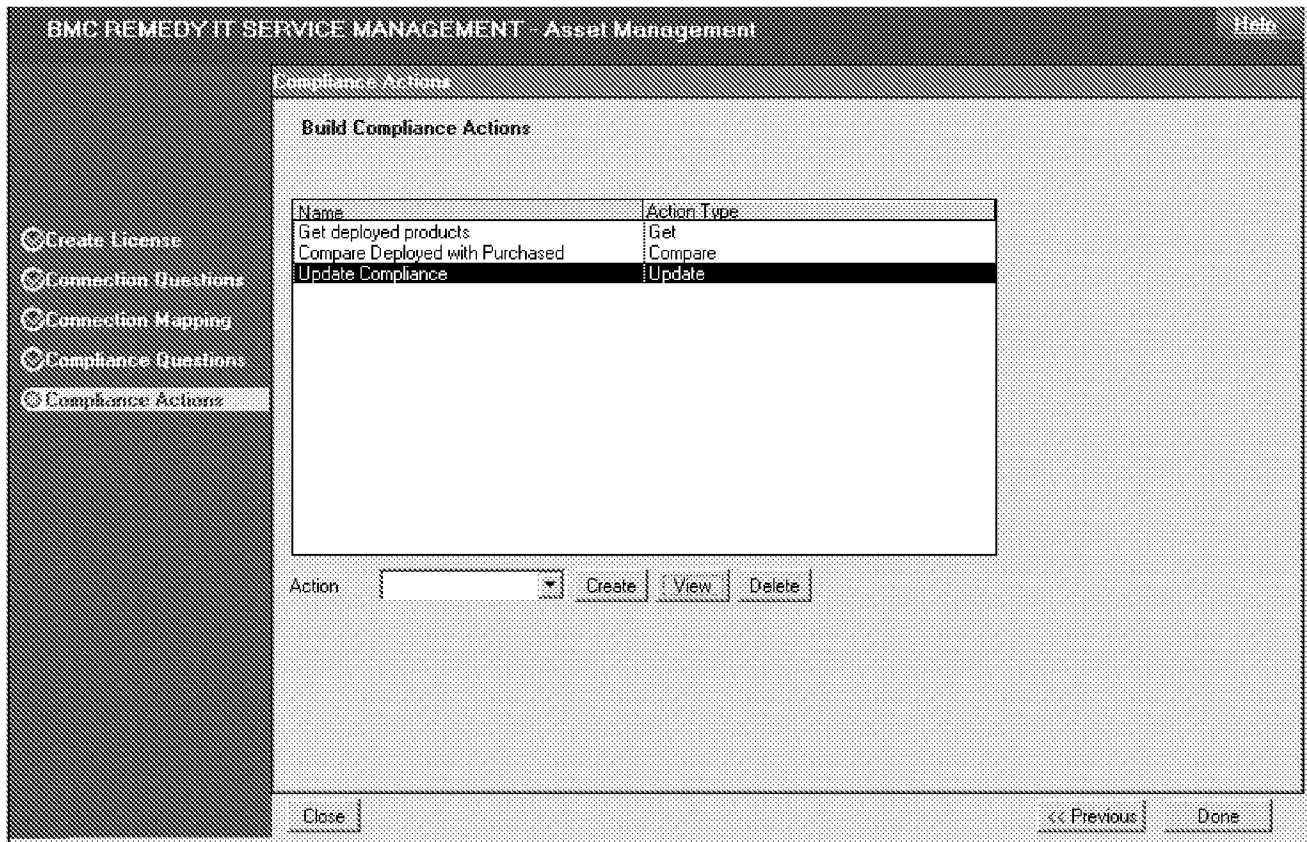 BMC REMEDY IT SERVICE MANAGEMENT - Asset Management
Help
Compliance Actions
Build Compliance Actions
Name Action Type
Get deployed products Get
Compare Deployed with Purchased Compare
Update Compliance Update
Create License
Connection Questions
Connection Mapping
Compliance Questions
Compliance Actions
Action Create View Delete
Close << Previous Done